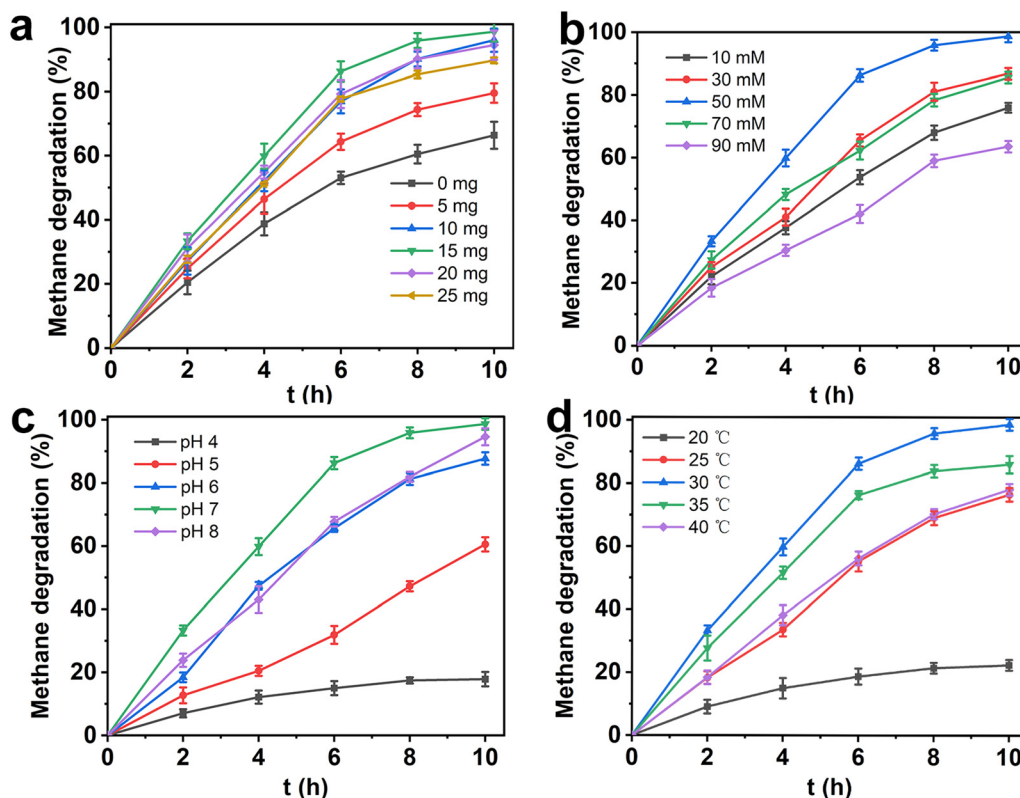 a
Methane degradation (%)
100
80
60
40
20
0
0 mg
5 mg
10 mg
15 mg
20 mg
25 mg
0 2 4 6 8 10
t (h)
b
Methane degradation (%)
100
80
60
40
20
0
10 mM
30 mM
50 mM
70 mM
90 mM
0 2 4 6 8 10
t (h)
c
Methane degradation (%)
100
80
60
40
20
0
pH 4
pH 5
pH 6
pH 7
pH 8
0 2 4 6 8 10
t (h)
d
Methane degradation (%)
100
80
60
40
20
0
20 ℃
25 ℃
30 ℃
35 ℃
40 ℃
0 2 4 6 8 10
t (h)